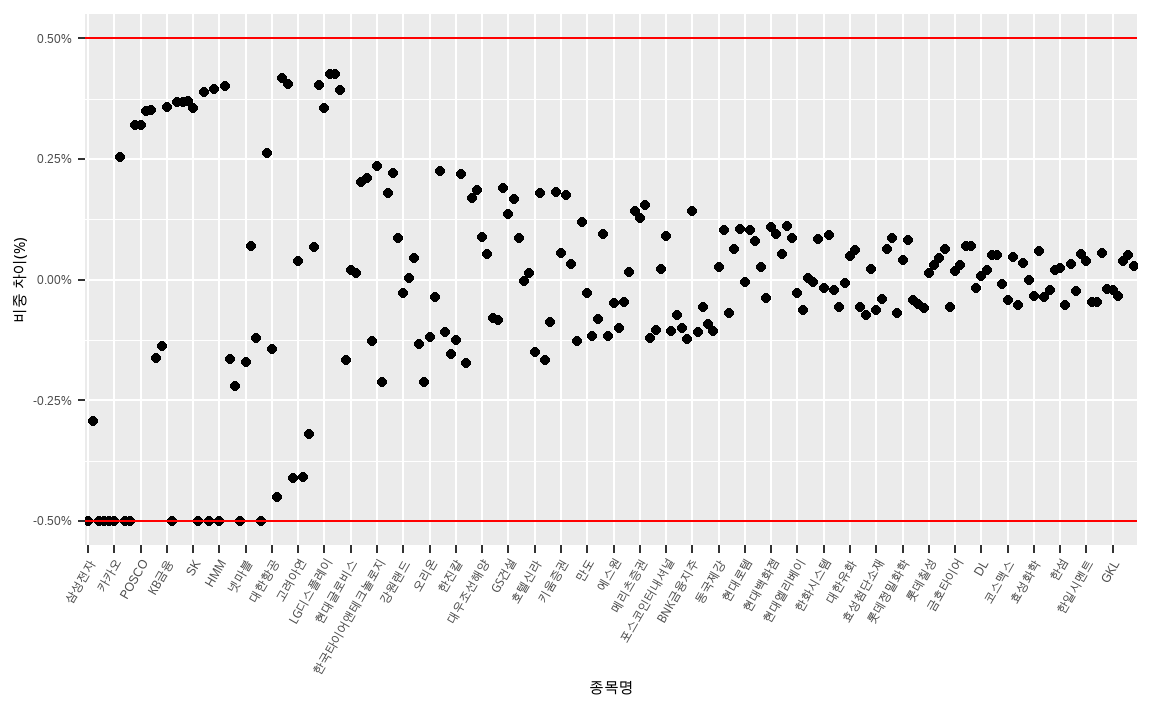 0.50%
0.25%
0.00%
-0.25%
-0.50%
비중 차이(%)
삼성전자
카카오
POSCO
KB금융
SK
HMM
넷마블
대한항공
고려아연
LG디스플레이
현대글로비스
한국타이어앤테크놀로지
강원랜드
오리온
한진칼
대우조선해양
GS건설
호텔신라
키움증권
만도
에스원
메리츠증권
포스코인터내셔널
BNK금융지주
동국제강
현대로템
현대백화점
현대엘리베이
한화시스템
대한유화
효성첨단소재
롯데정밀화학
롯데칠성
금호타이어
DL
코스맥스
효성화학
한섬
한일시멘트
GKL
종목명